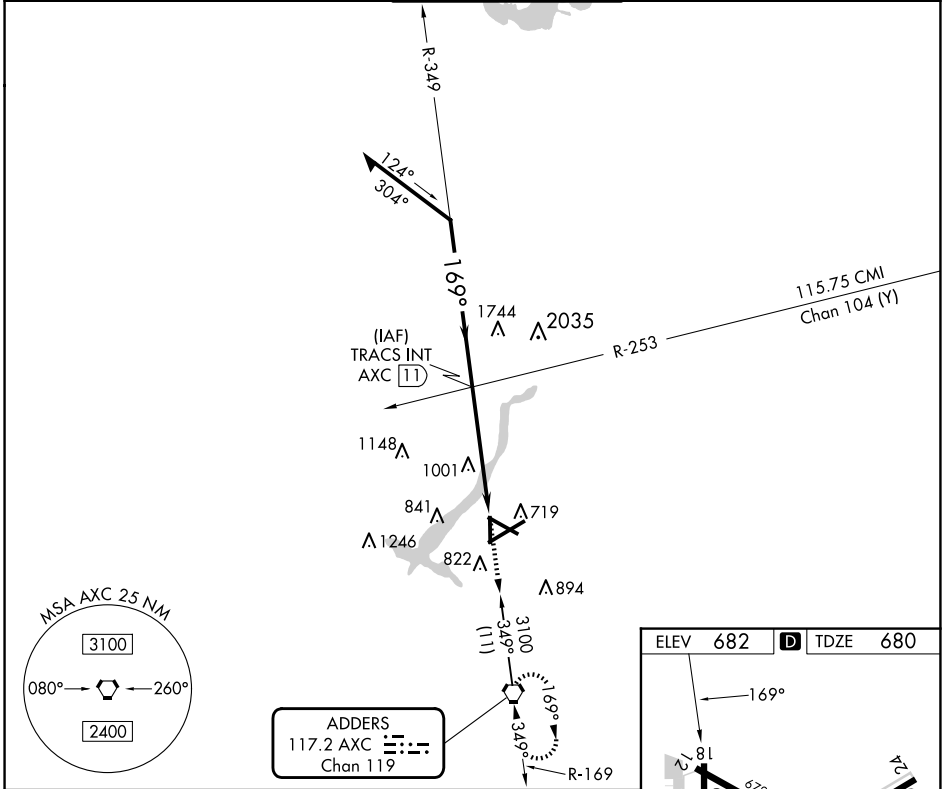 R-349
124°
304°
169°
1744
2035
115.75 CMI
Chan 104 (Y)
R-253
(IAF)
TRACS INT
AXC 11
1148
1001
841
719
1246
822
894
3100
349°
(11)
169°
349°
R-169
MSA AXC 25 NM
3100
080°
260°
2400
ADDERS
117.2 AXC
Chan 119
ELEV 682 D TDZE 680
169°
18
12
24
679